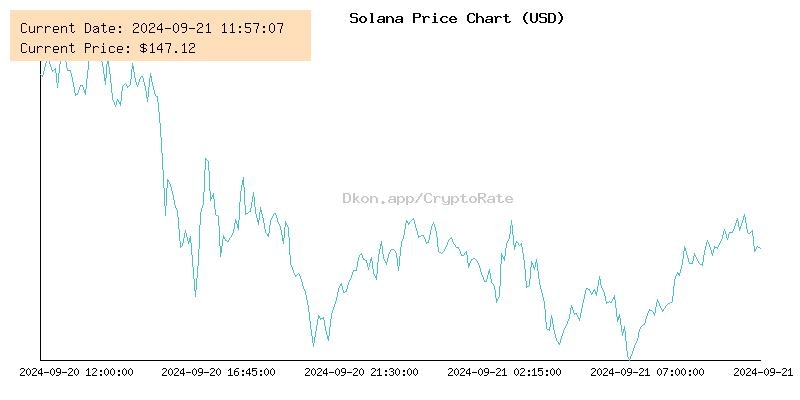 Solana Price Chart (USD)
Current Date: 2024-09-21 11:57:07
Current Price: $147.12
Dkon.app/CryptoRate
2024-09-20 12:00:00 2024-09-20 16:45:00 2024-09-20 21:30:00 2024-09-21 02:15:00 2024-09-21 07:00:00 2024-09-21